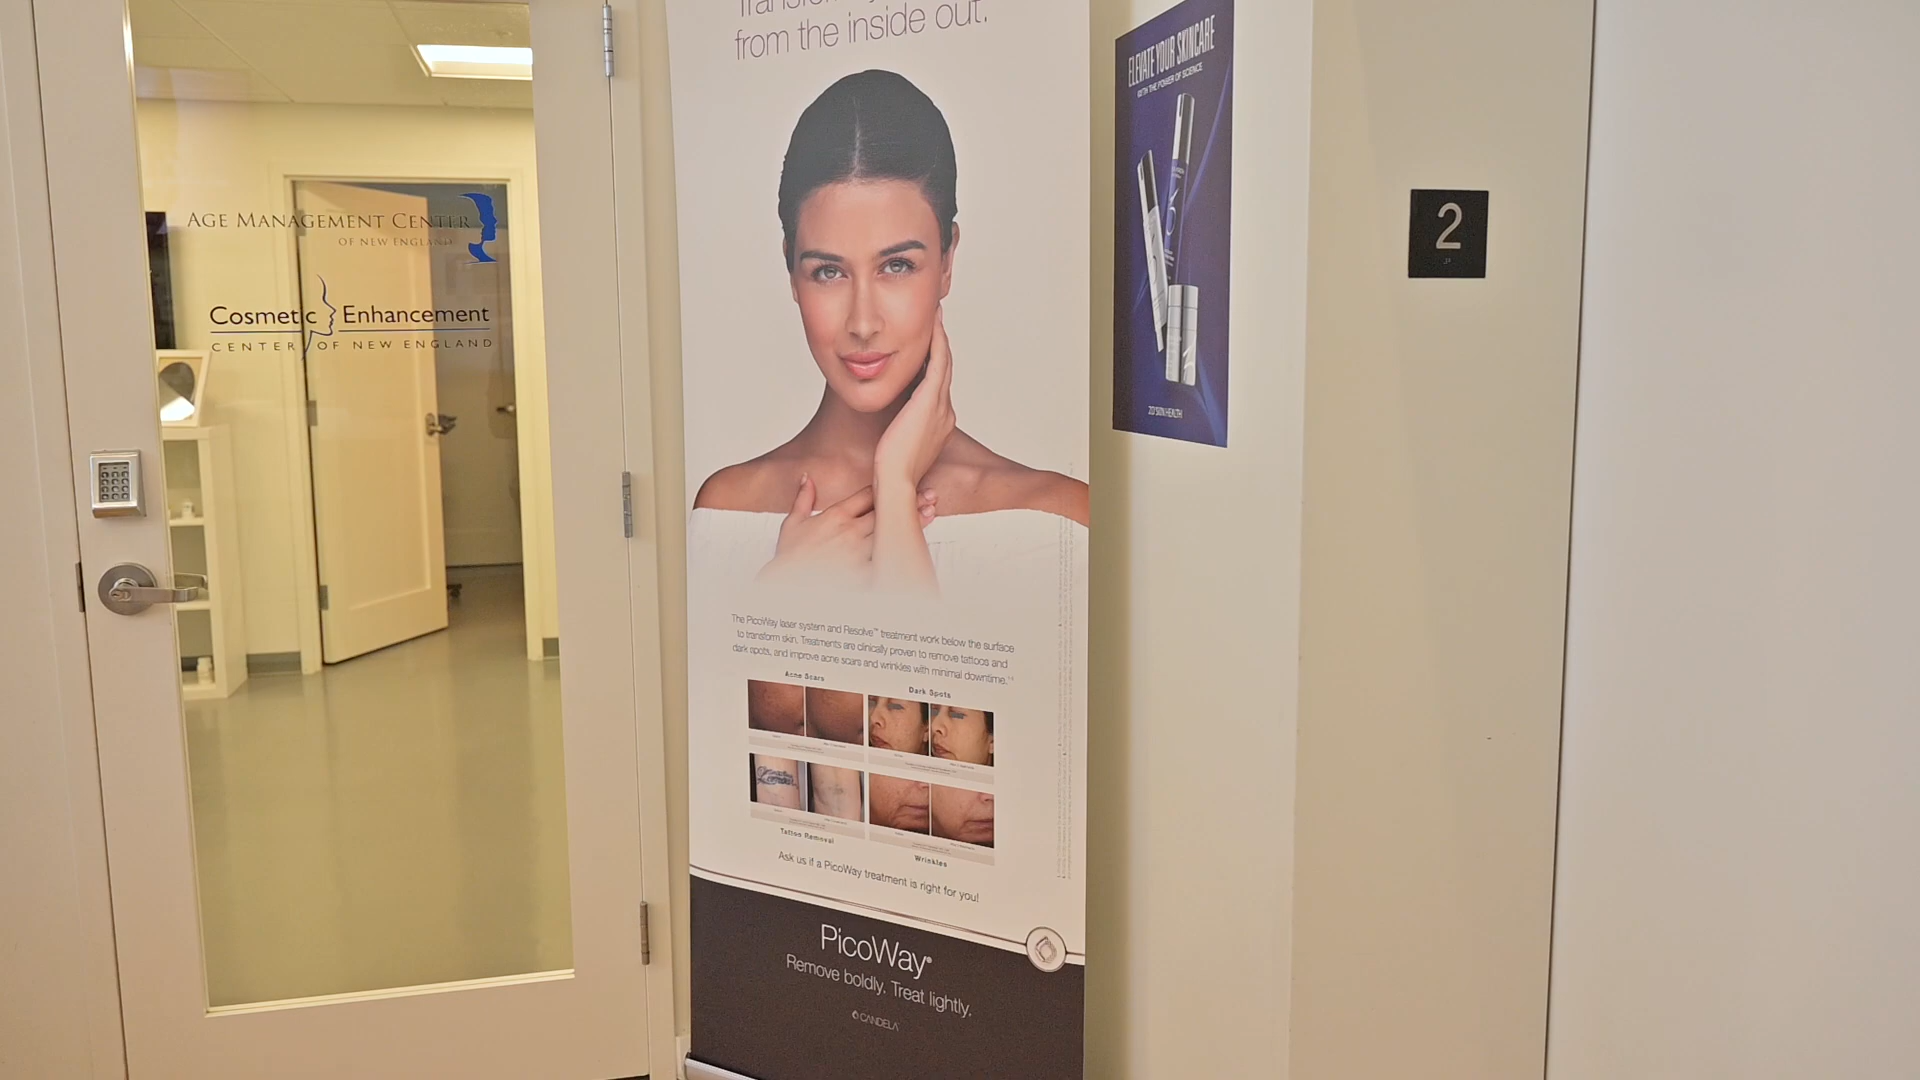 AGE MANAGEMENT CENTER
OF NEW ENGLAND
Cosmetic Enhancement
CENTER OF NEW ENGLAND
from the inside out.
The PicoWay laser system and Resolve™ treatment work below the surface
to transform skin. Treatments are clinically proven to remove tattoos and
dark spots, and improve acne scars and wrinkles with minimal downtime.
Acne Scars
Dark Spots
Tattoo Removal
Wrinkles
Ask us if a PicoWay treatment is right for you!
PicoWay®
Remove boldly. Treat lightly.
CANDELA
ELEVATE YOUR SKINCARE
WITH THE POWER OF SCIENCE
ZO SKIN HEALTH
2